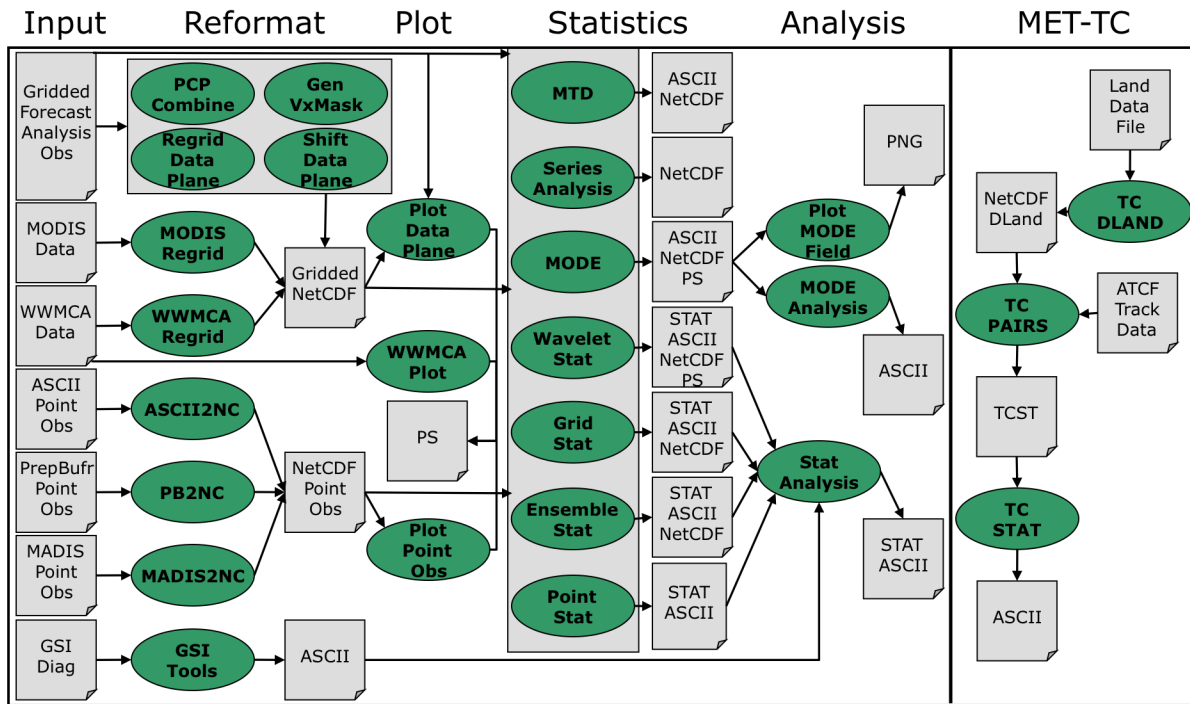 Input
Reformat
Plot
Statistics
Analysis
MET-TC
Gridded
Forecast
Analysis
Obs
MODIS
Data
WWMCA
Data
ASCII
Point
Obs
PrepBufr
Point
Obs
MADIS
Point
Obs
GSI
Diag
PCP
Combine
Gen
VxMask
Regrid
Data
Plane
Shift
Data
Plane
MODIS
Regrid
WWMCA
Regrid
ASCII2NC
PB2NC
MADIS2NC
GSI
Tools
Gridded
NetCDF
NetCDF
Point
Obs
ASCII
Plot
Data
Plane
WWMCA
Plot
PS
Plot
Point
Obs
MTD
Series
Analysis
MODE
Wavelet
Stat
Grid
Stat
Ensemble
Stat
Point
Stat
ASCII
NetCDF
NetCDF
ASCII
NetCDF
PS
STAT
ASCII
NetCDF
PS
STAT
ASCII
NetCDF
STAT
ASCII
NetCDF
STAT
ASCII
PNG
Plot
MODE
Field
MODE
Analysis
ASCII
Stat
Analysis
STAT
ASCII
Land
Data
File
TC
DLAND
NetCDF
DLand
ATCF
Track
Data
TC
PAIRS
TCST
TC
STAT
ASCII